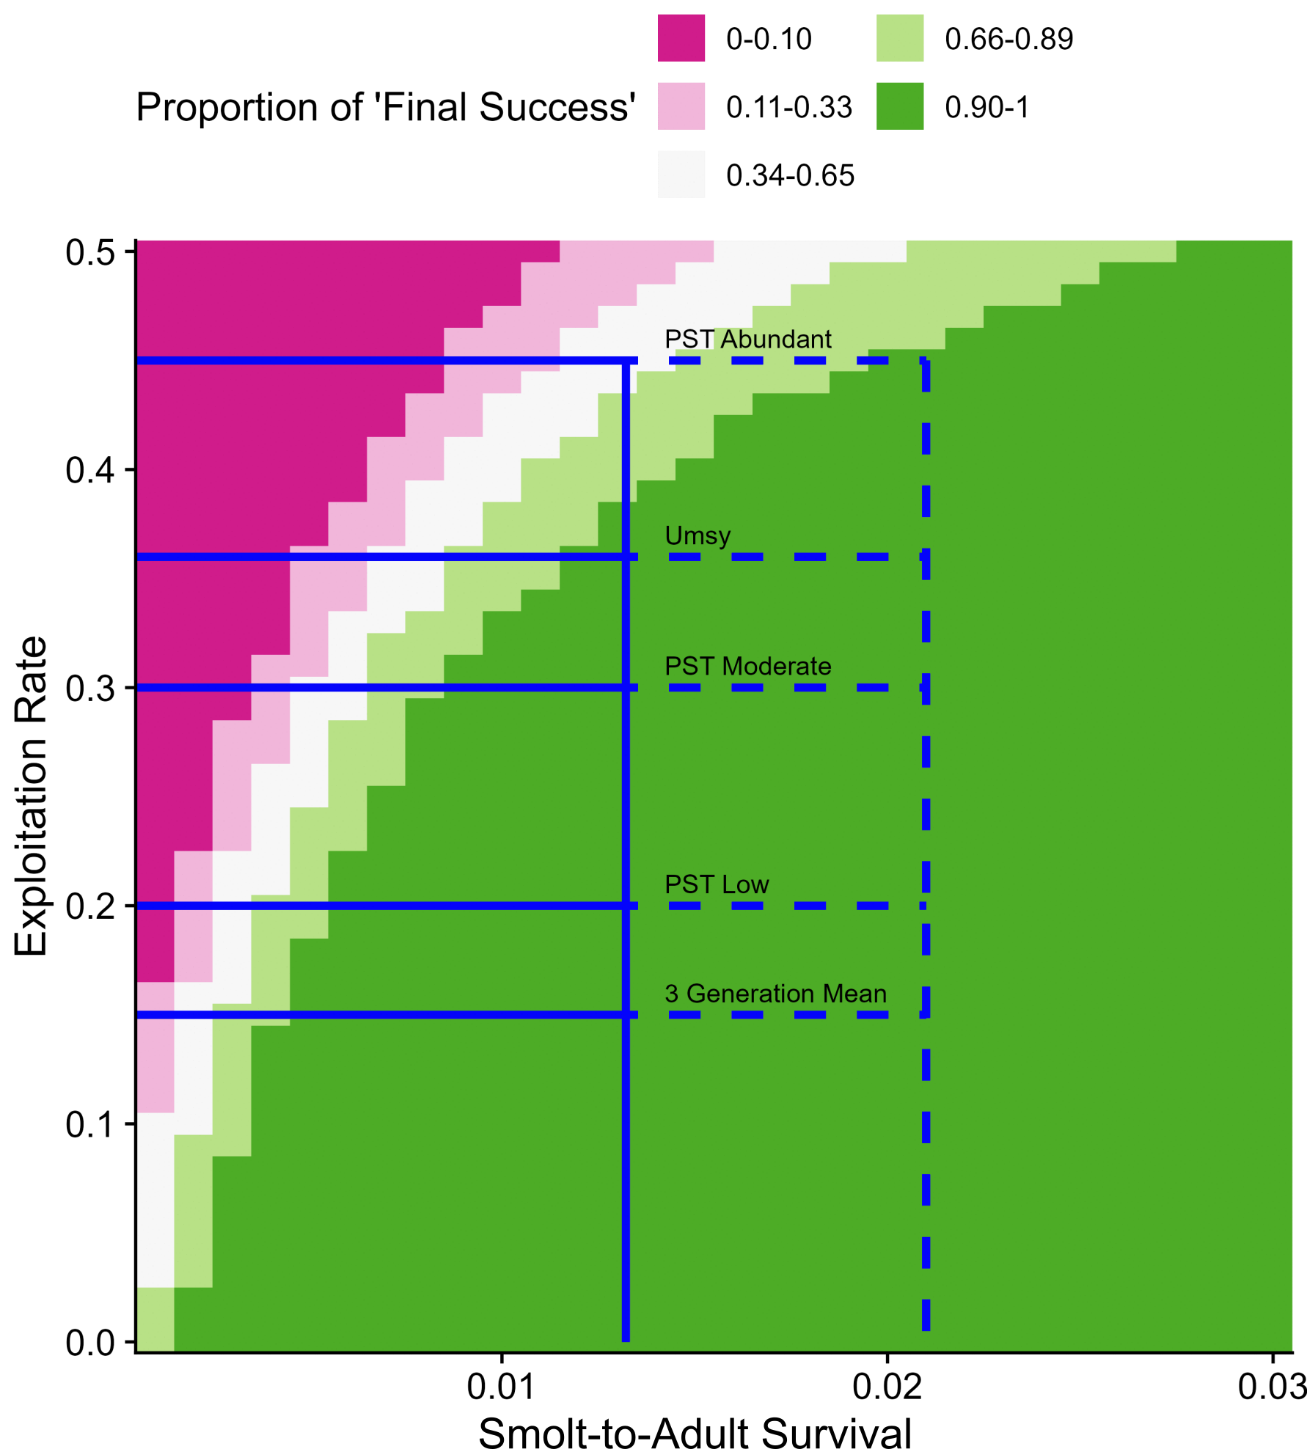 0-0.10
0.66-0.89
Proportion of 'Final Success'
0.11-0.33
0.90-1
0.34-0.65
0.5
PST Abundant
0.4
Umsy
PST Moderate
0.3
Exploitation Rate
PST Low
0.2
3 Generation Mean
0.1
0.0
0.01
0.02
0.03
Smolt-to-Adult Survival